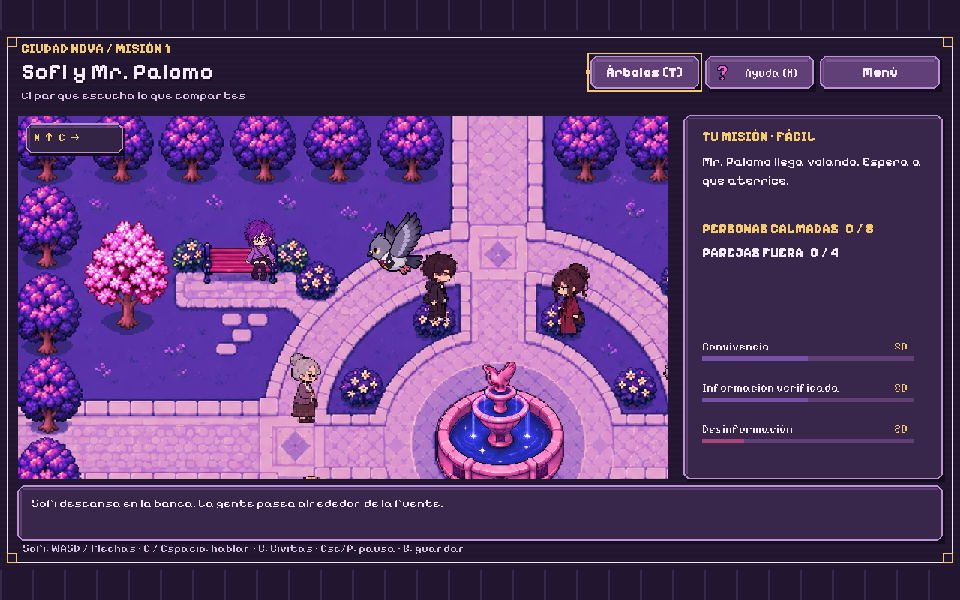 CIUDAD NOVA / MISIÓN 1
Sofi y Mr. Palomo
El parque escucha lo que compartes
Árboles (T)
? Ayuda (H)
Menú
N ↑ C →
TU MISIÓN · FÁCIL
Mr. Palomo llega volando. Espera a
que aterrice.
PERSONAS CALMADAS 0 / 8
PAREJAS FUERA 0 / 4
Convivencia
Información verificada
Desinformación
Sofi descansa en la banca. La gente pasea alrededor de la fuente.
Sofi: WASD / Flechas · E / Espacio: hablar · V: Civitas · Esc/P: pausa · B: guardar